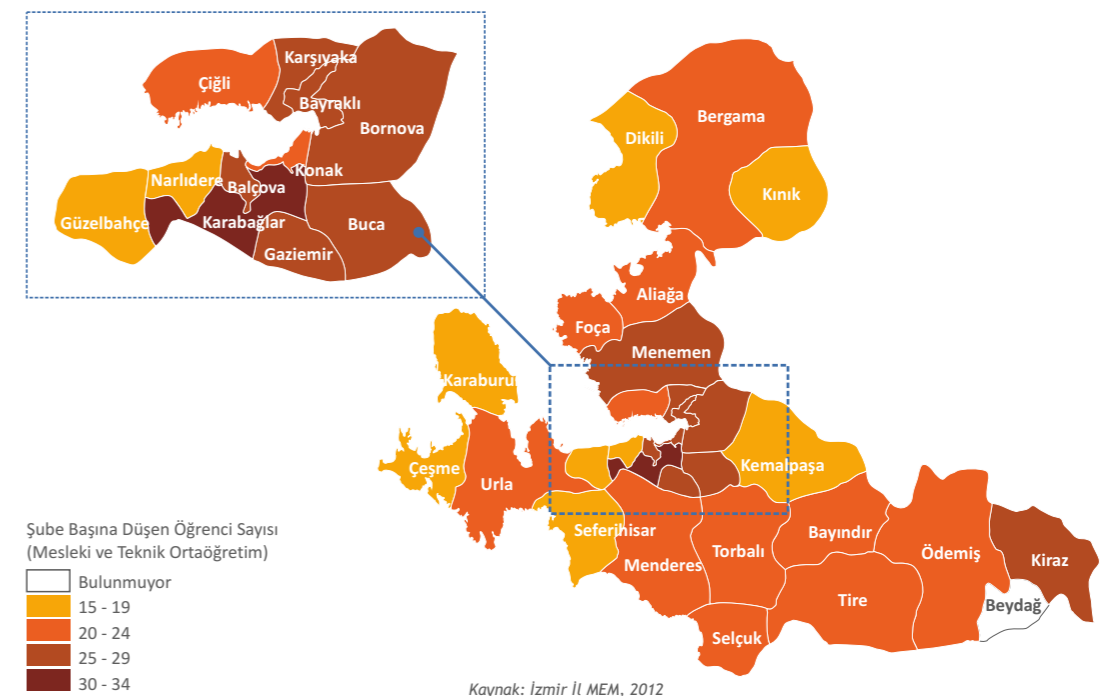 Karşıyaka
Çiğli
Bayraklı
Bornova
Konak
Narlıdere
Balçova
Güzelbahçe
Karabağlar
Buca
Gaziemir
Bergama
Dikili
Kınık
Aliağa
Foça
Menemen
Karaburun
Çeşme
Urla
Kemalpaşa
Seferihisar
Menderes
Torbalı
Bayındır
Ödemiş
Kiraz
Tire
Beydağ
Selçuk
Şube Başına Düşen Öğrenci Sayısı
(Mesleki ve Teknik Ortaöğretim)
Bulunmuyor
15 - 19
20 - 24
25 - 29
30 - 34
Kaynak: İzmir İl MEM, 2012